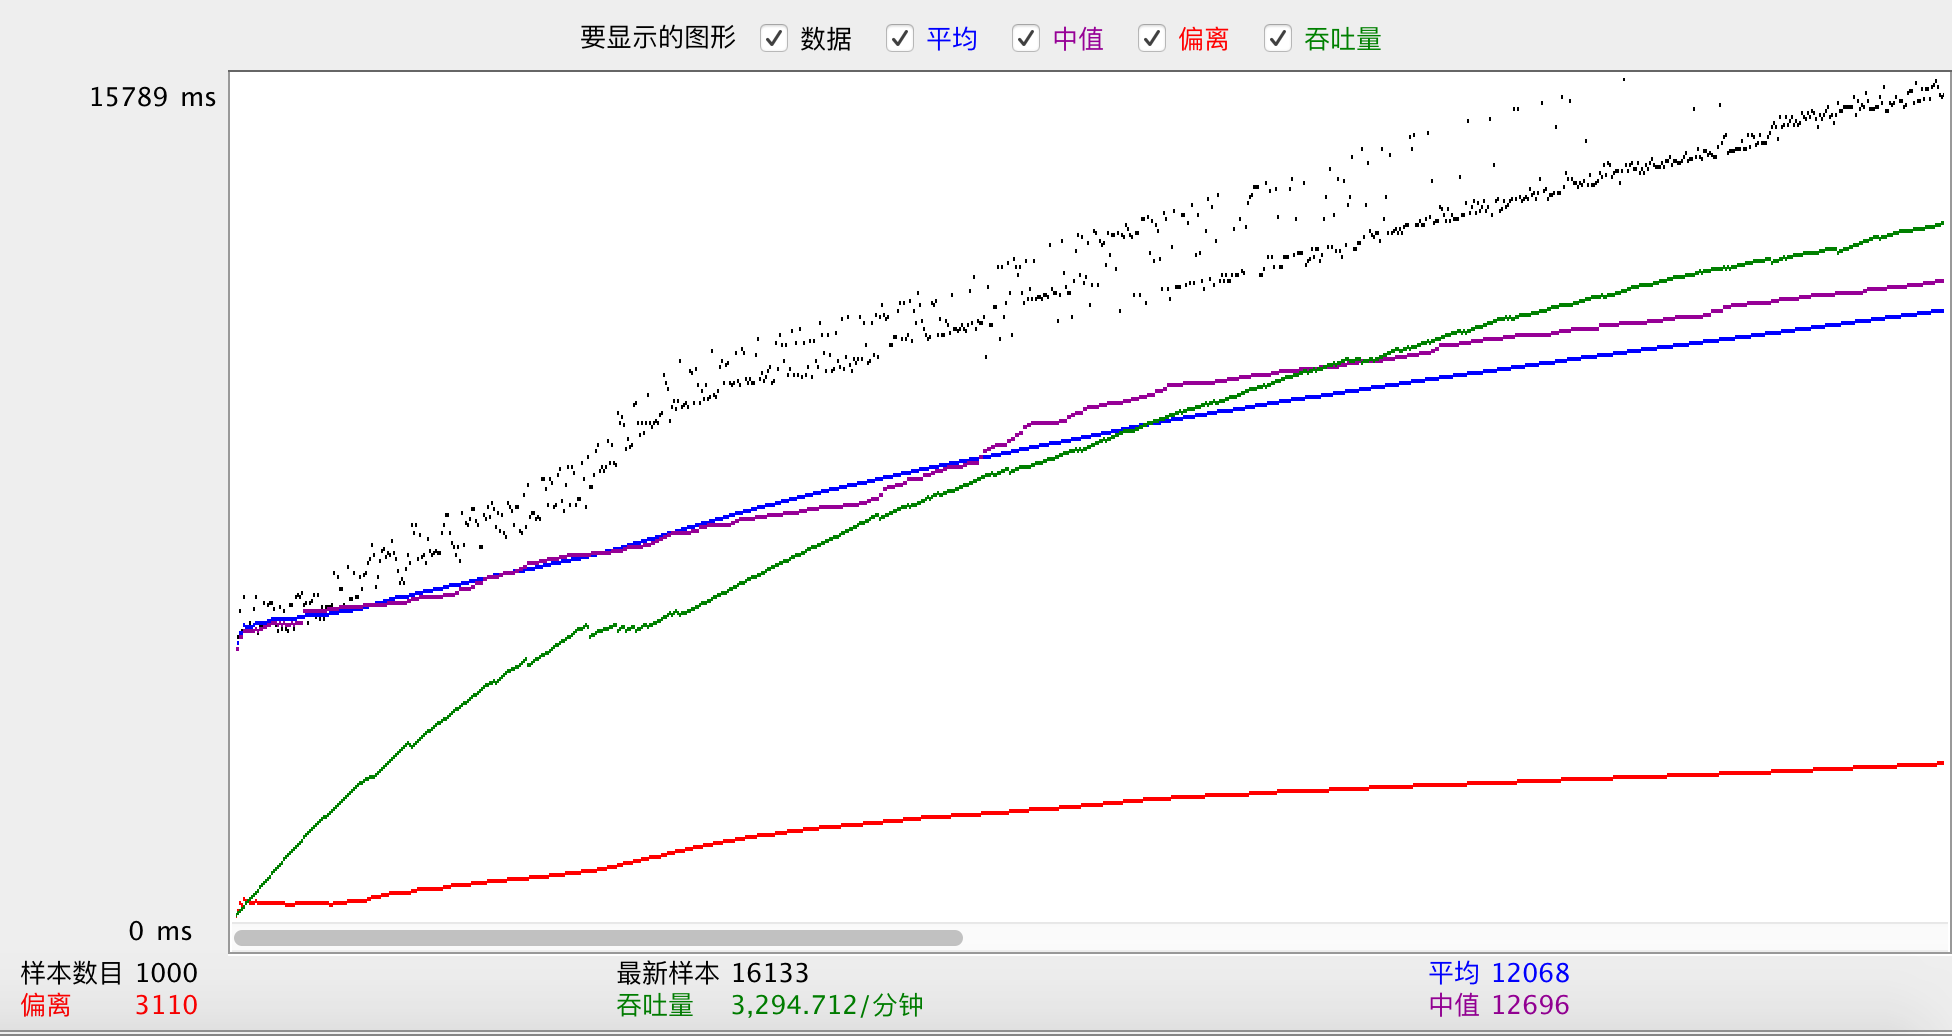 要显示的图形 数据 平均 中值 偏离 吞吐量
15789 ms
0 ms
样本数目 1000 最新样本 16133 平均 12068
偏离 3110 吞吐量 3,294.712/分钟 中值 12696